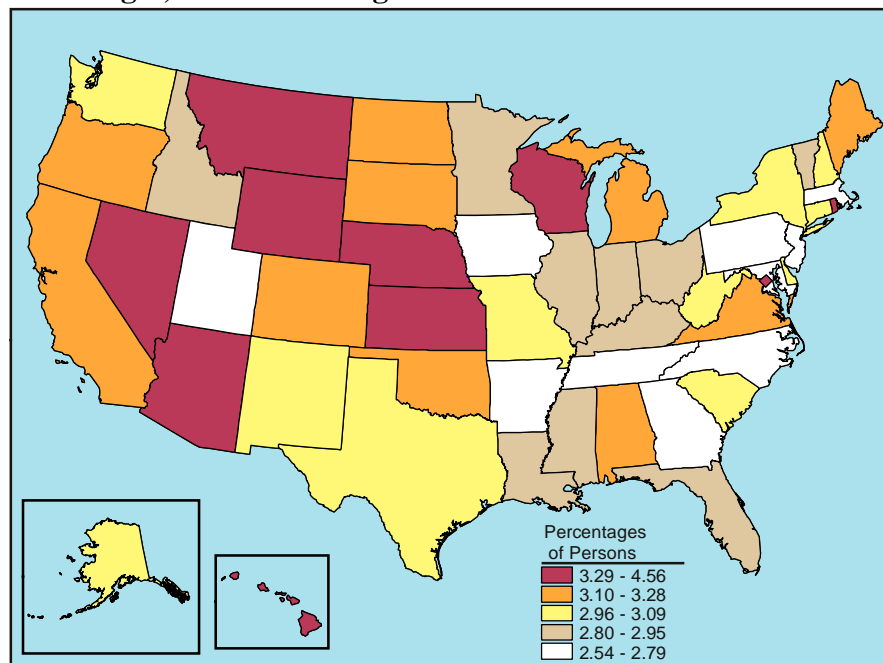 Percentages
of Persons
3.29 - 4.56
3.10 - 3.28
2.96 - 3.09
2.80 - 2.95
2.54 - 2.79